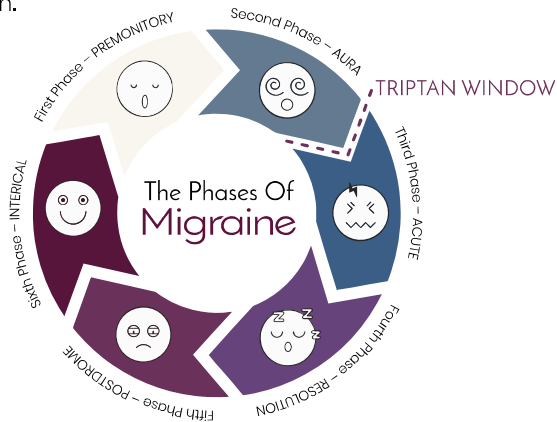 n.
First Phase – PREMONITORY
Second Phase – AURA
TRIPTAN WINDOW
Third Phase – ACUTE
The Phases Of
Migraine
Sixth Phase – INTERICAL
Fifth Phase – POSTDROME
Fourth Phase – RESOLUTION
z z
z